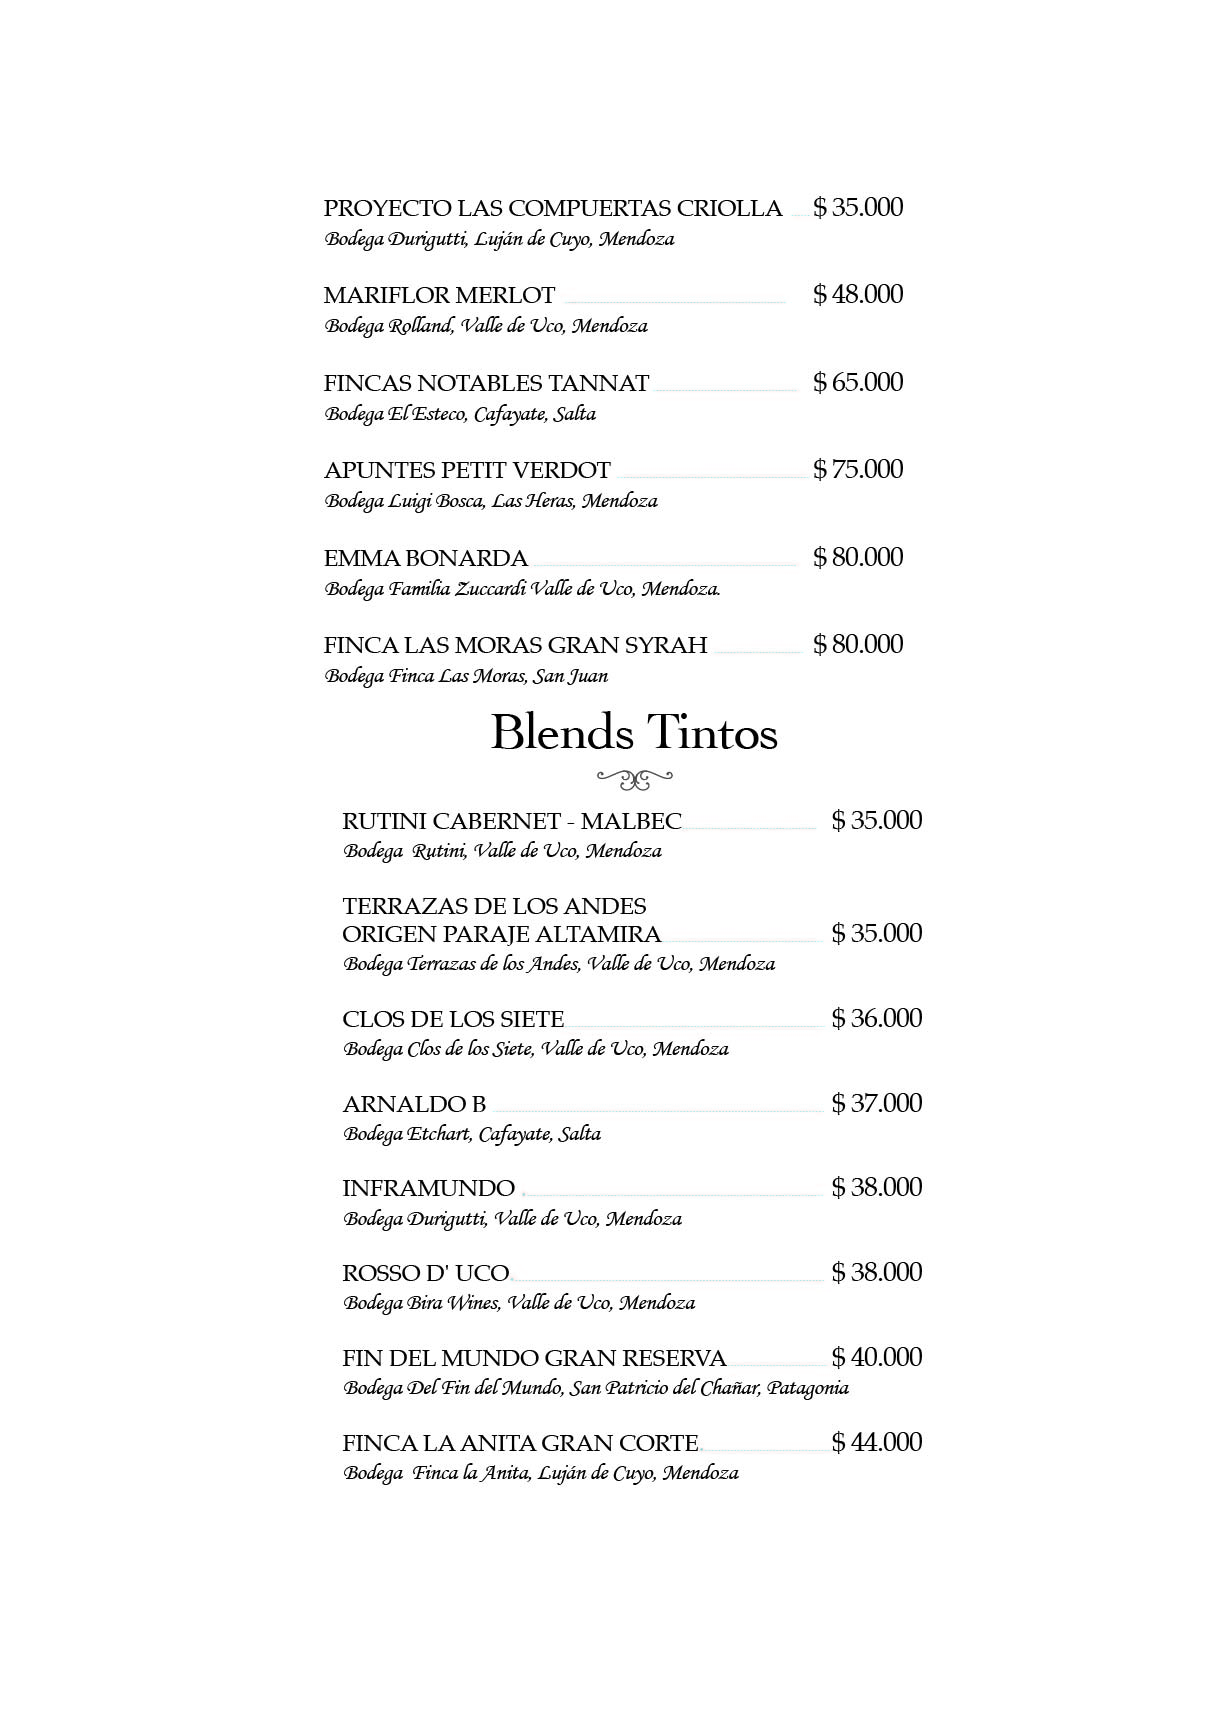 PROYECTO LAS COMPUERTAS CRIOLLA $ 35.000
Bodega Durigutti, Luján de Cuyo, Mendoza
MARIFLOR MERLOT $ 48.000
Bodega Rolland, Valle de Uco, Mendoza
FINCAS NOTABLES TANNAT $ 65.000
Bodega El Esteco, Cafayate, Salta
APUNTES PETIT VERDOT $ 75.000
Bodega Luigi Bosca, Las Heras, Mendoza
EMMA BONARDA $ 80.000
Bodega Familia Zuccardi Valle de Uco, Mendoza.
FINCA LAS MORAS GRAN SYRAH $ 80.000
Bodega Finca Las Moras, San Juan
Blends Tintos
RUTINI CABERNET - MALBEC $ 35.000
Bodega Rutini, Valle de Uco, Mendoza
TERRAZAS DE LOS ANDES
ORIGEN PARAJE ALTAMIRA $ 35.000
Bodega Terrazas de los Andes, Valle de Uco, Mendoza
CLOS DE LOS SIETE $ 36.000
Bodega Clos de los Siete, Valle de Uco, Mendoza
ARNALDO B $ 37.000
Bodega Etchart, Cafayate, Salta
INFRAMUNDO $ 38.000
Bodega Durigutti, Valle de Uco, Mendoza
ROSSO D' UCO $ 38.000
Bodega Bira Wines, Valle de Uco, Mendoza
FIN DEL MUNDO GRAN RESERVA $ 40.000
Bodega Del Fin del Mundo, San Patricio del Chañar, Patagonia
FINCA LA ANITA GRAN CORTE $ 44.000
Bodega Finca la Anita, Luján de Cuyo, Mendoza